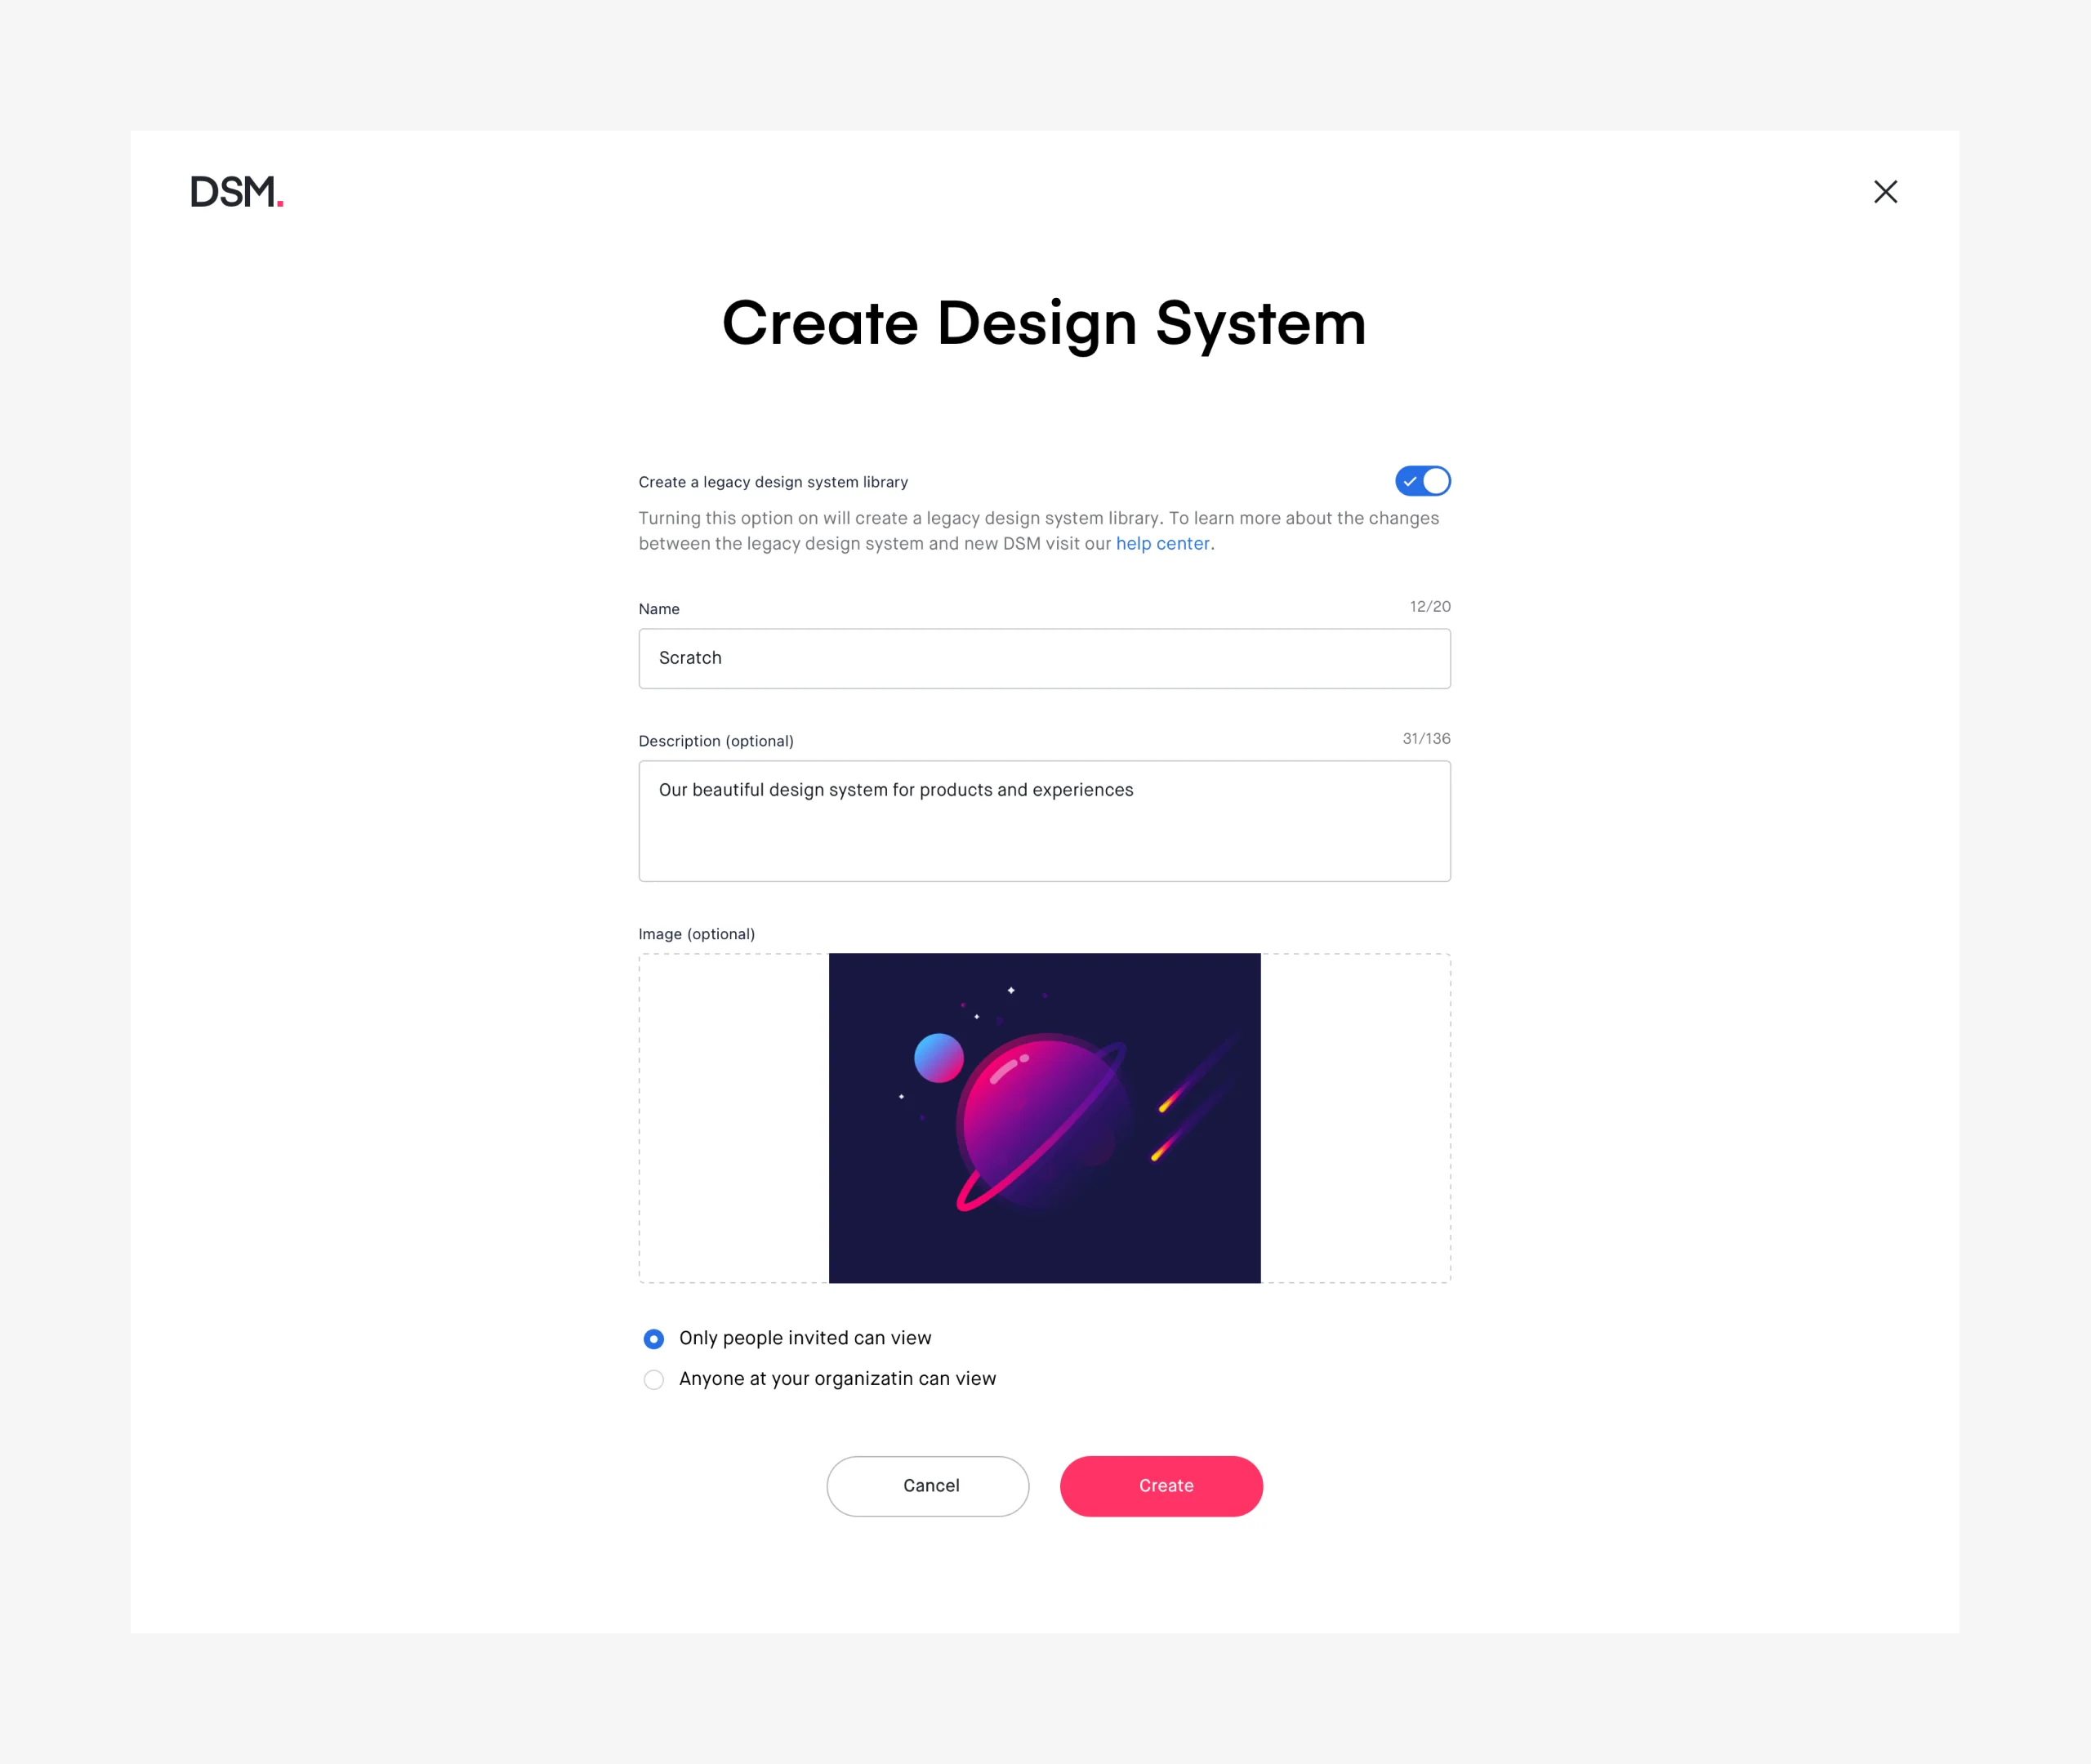 DSM.
Create Design System
Create a legacy design system library
Turning this option on will create a legacy design system library. To learn more about the changes
between the legacy design system and new DSM visit our help center.
Name
12/20
Scratch
Description (optional)
31/136
Our beautiful design system for products and experiences
Image (optional)
Only people invited can view
Anyone at your organizatin can view
Cancel
Create